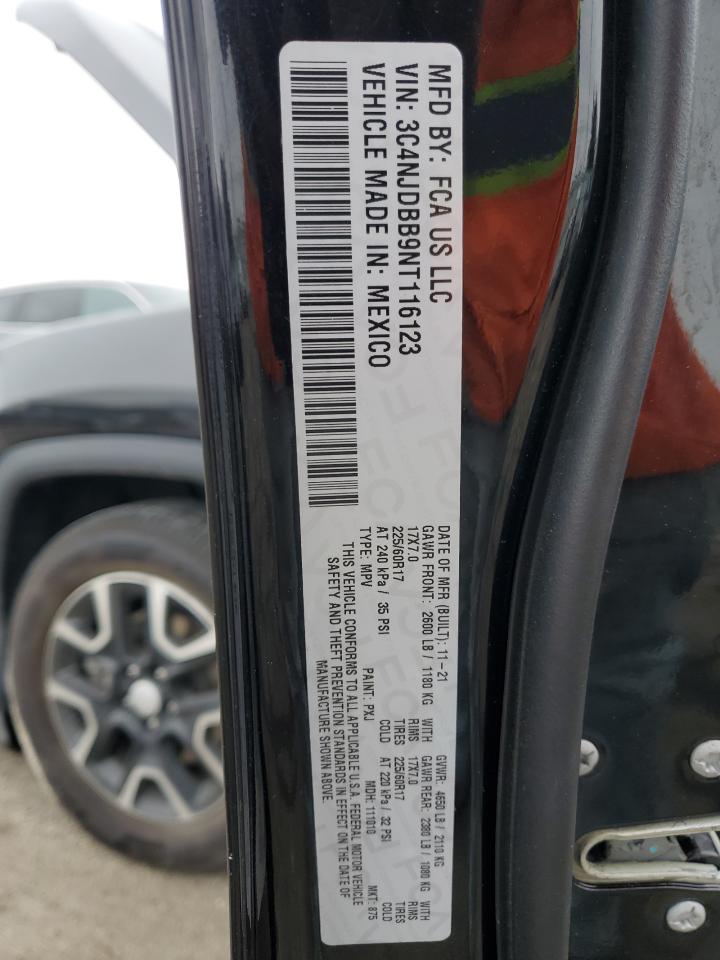 MFD BY: FCA US LLC
VIN: 3C4NJDBB9NT116123
VEHICLE MADE IN: MEXICO
DATE OF MFR (BUILT): 11-21 GVWR: 4650 LB / 2110 KG
GAWR FRONT: 2600 LB / 1180 KG WITH GAWR REAR: 2380 LB / 1080 KG WITH
17X7.0 RIMS 17X7.0 RIMS
225/60R17 TIRES 225/60R17 TIRES
AT 240 kPa / 35 PSI COLD AT 220 kPa / 32 PSI COLD
TYPE: MPV PAINT: PXJ MDH: 111010 MKT: 875
THIS VEHICLE CONFORMS TO ALL APPLICABLE U.S.A. FEDERAL MOTOR VEHICLE
SAFETY AND THEFT PREVENTION STANDARDS IN EFFECT ON THE DATE OF
MANUFACTURE SHOWN ABOVE.